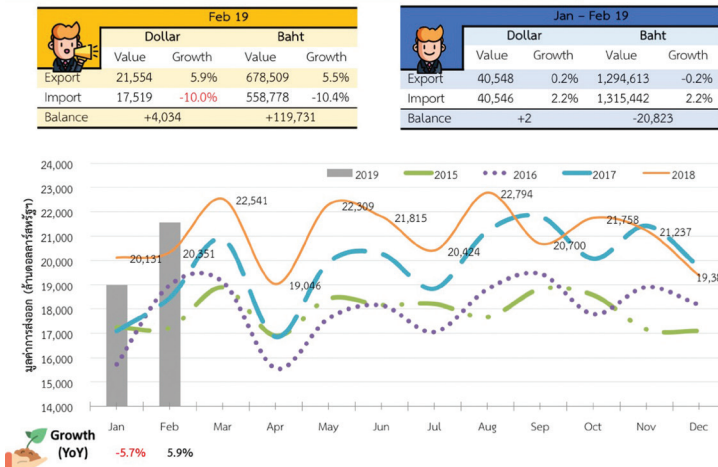 Feb 19
Dollar Baht
Value Growth Value Growth
Export 21,554 5.9% 678,509 5.5%
Import 17,519 -10.0% 558,778 -10.4%
Balance +4,034 +119,731
Jan – Feb 19
Dollar Baht
Value Growth Value Growth
Export 40,548 0.2% 1,294,613 -0.2%
Import 40,546 2.2% 1,315,442 2.2%
Balance +2 -20,823
มูลค่าการส่งออก (ล้านดอลลาร์สหรัฐฯ)
24,000
23,000
22,000
21,000
20,000
19,000
18,000
17,000
16,000
15,000
14,000
2019 2015 2016 2017 2018
20,131
20,351
22,541
19,046
22,309
21,815
20,424
22,794
20,700
21,758
21,237
Jan Feb Mar Apr May Jun Jul Aug Sep Oct Nov Dec
Growth
(YoY) -5.7% 5.9%